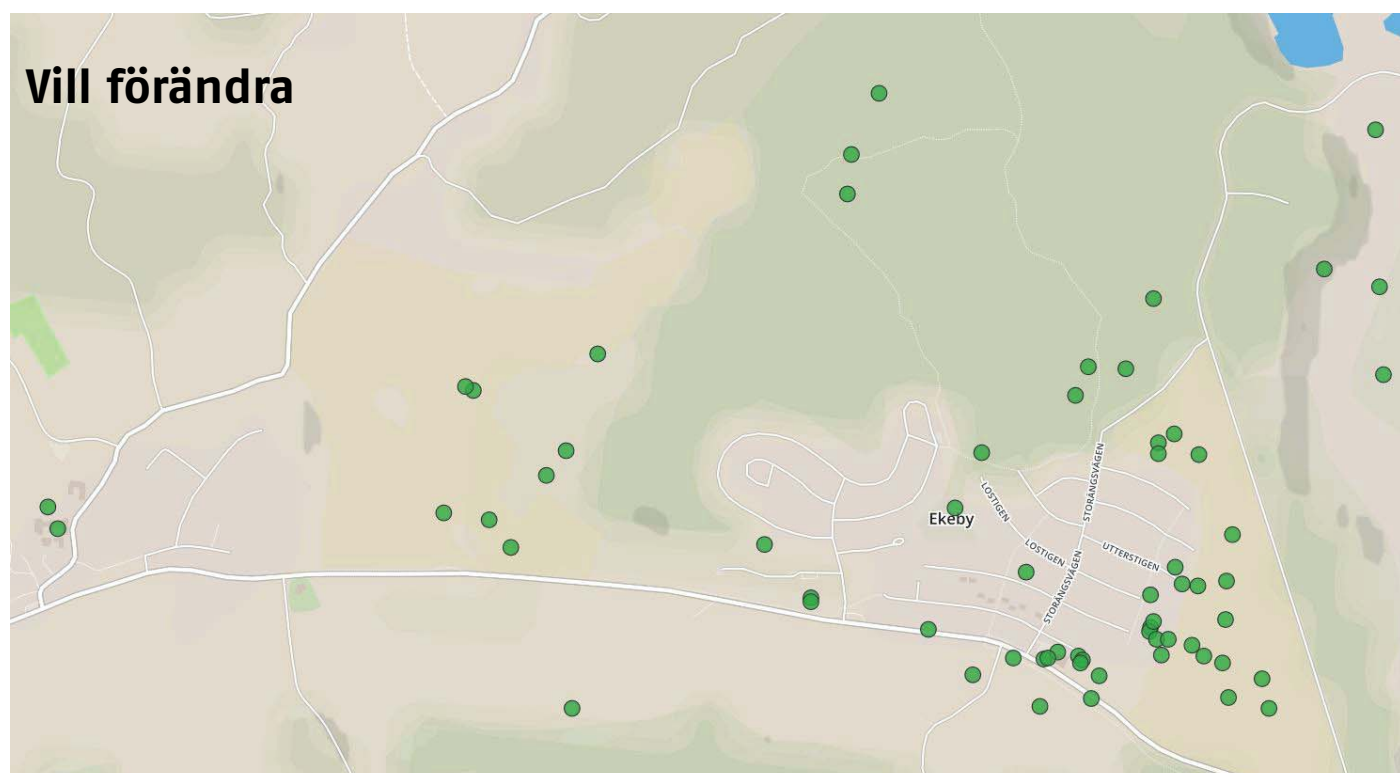 Vill förändra
STORÄNGSVÄGEN
LOSTIGEN
Ekeby
LOSTIGEN
UTTERSTIGEN
STORÄNGSVÄGEN